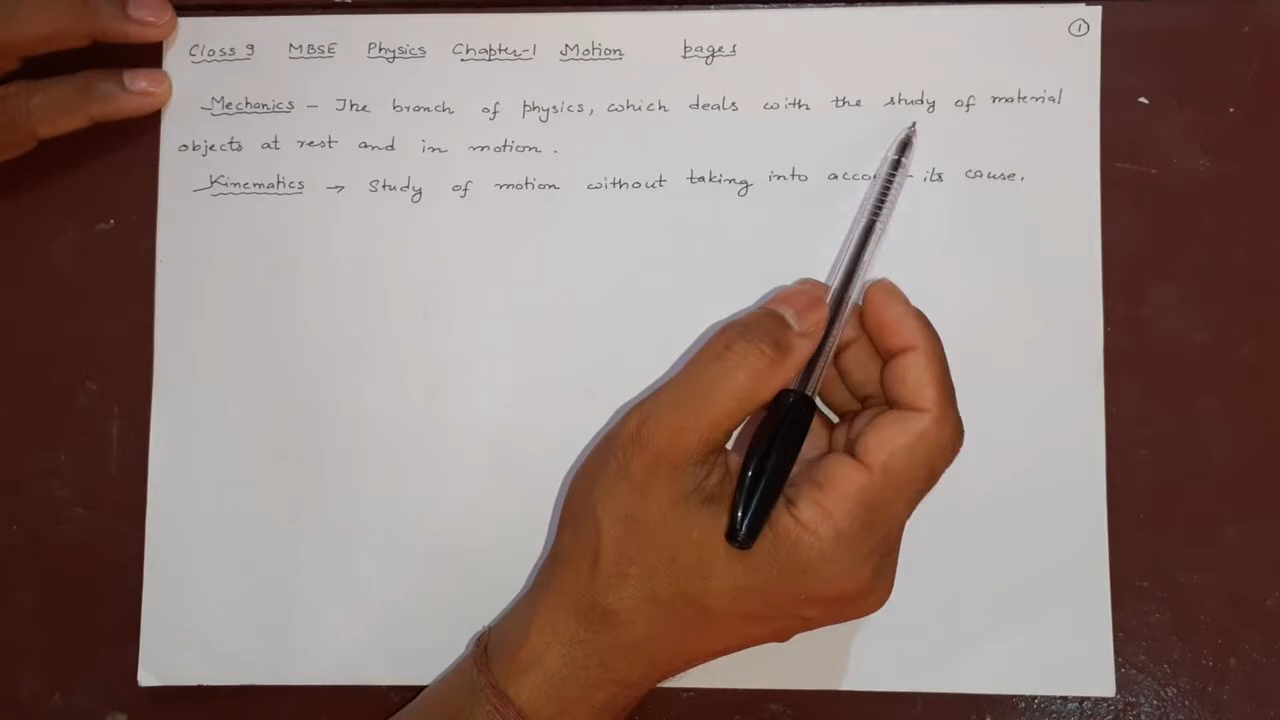 Class 9 MBSE Physics Chapter-1 Motion pages
①
Mechanics - The branch of physics, which deals with the study of material
objects at rest and in motion.
Kinematics → Study of motion without taking into its cause.